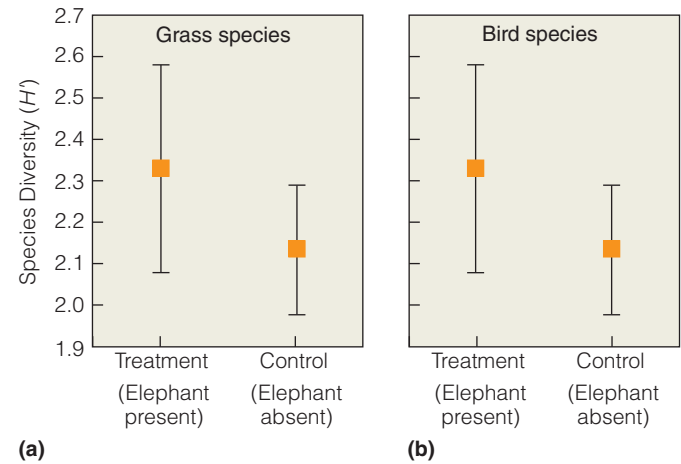 Grass species
Bird species
Species Diversity (H′)
2.7
2.6
2.5
2.4
2.3
2.2
2.1
2.0
1.9
Treatment
(Elephant
present)
Control
(Elephant
absent)
Treatment
(Elephant
present)
Control
(Elephant
absent)
(a)
(b)